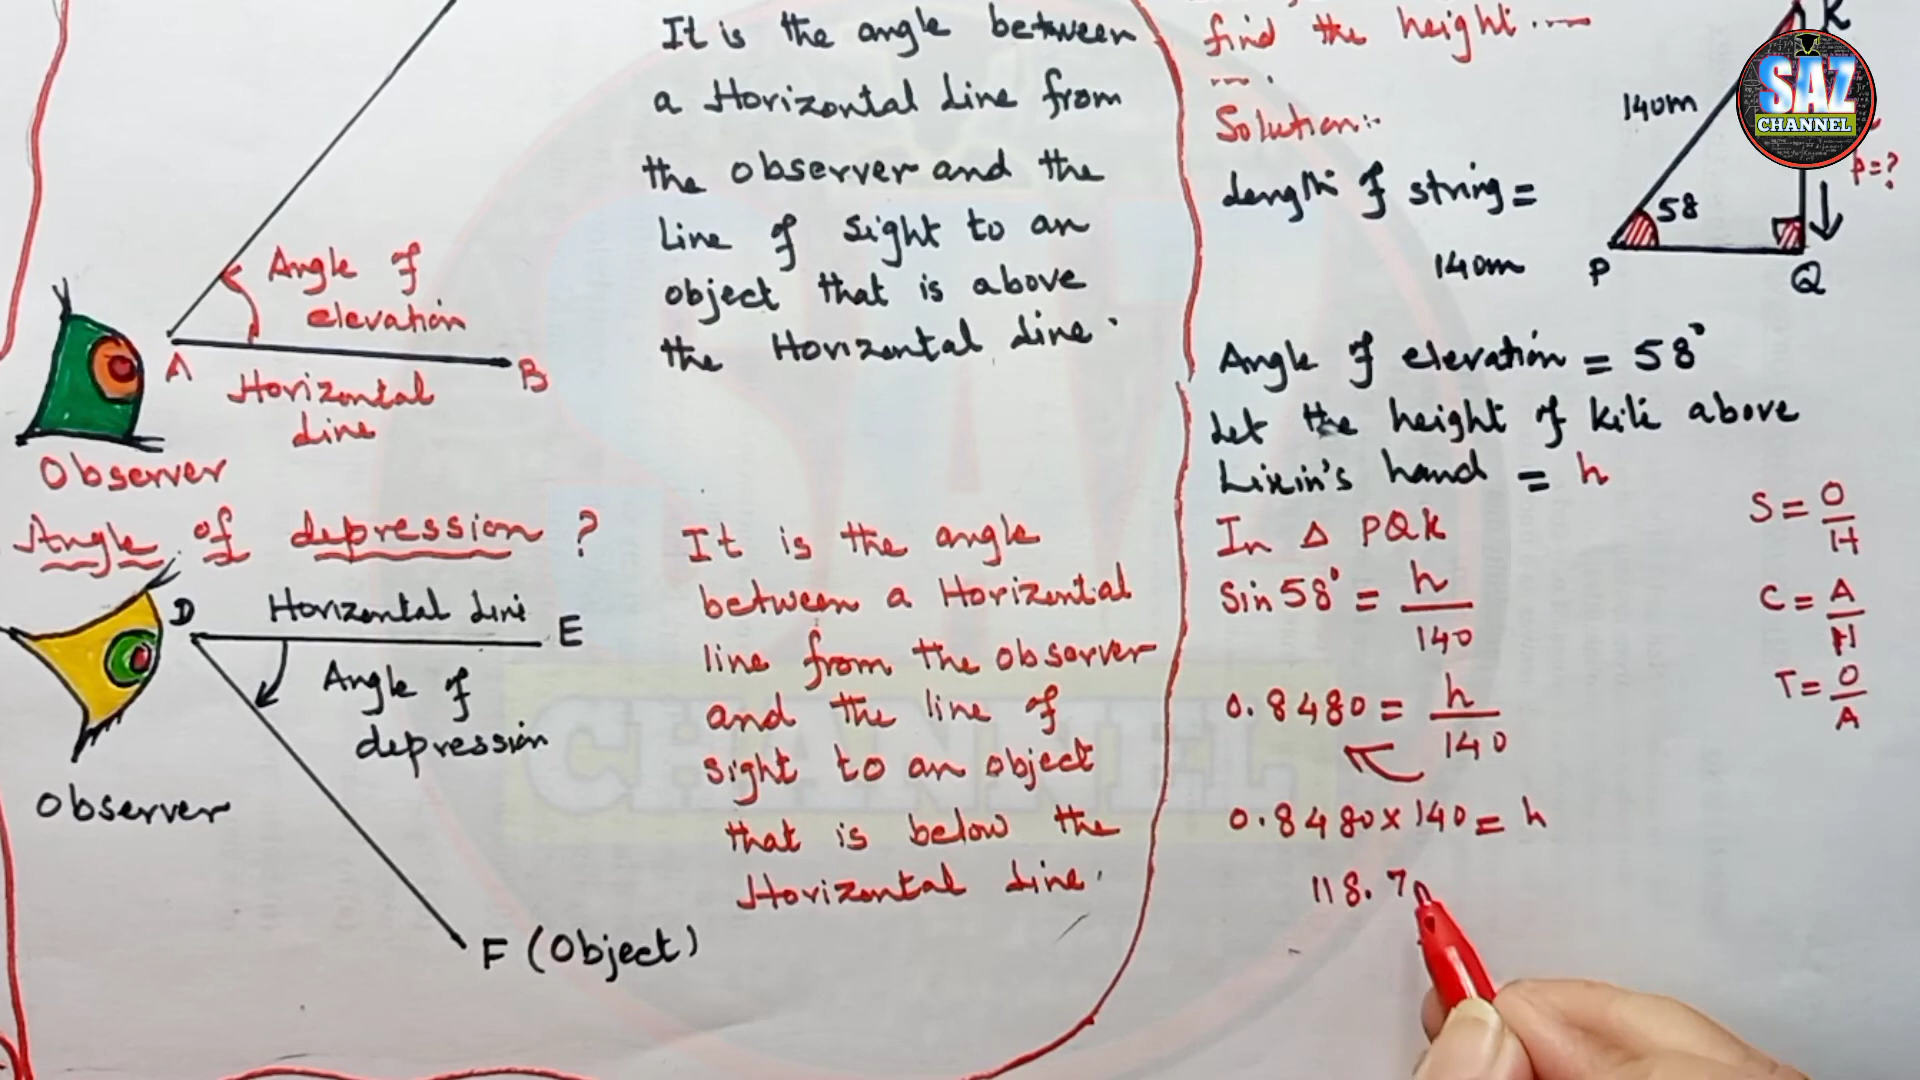 Angle of
elevation
A
B
Horizontal
Line
Observer
It is the angle between
a Horizontal Line from
the observer and the
Line of sight to an
object that is above
the Horizontal Line.
Angle of depression ?
D
Horizontal Line
E
Angle of
depression
Observer
F (Object)
It is the angle
between a Horizontal
line from the observer
and the line of
sight to an object
that is below the
Horizontal Line.
find the height.....
....
Solution:-
Length of string =
140m
K
140m
58
P
Q
P=?
SAZ
CHANNEL
Angle of elevation = 58°
Let the height of kite above
Lixin's hand = h
In Δ PQK
Sin 58° = h/140
0.8480 = h/140
0.8480 x 140 = h
118.7
S = O/H
C = A/H
T = O/A
SAZ
CHANNEL